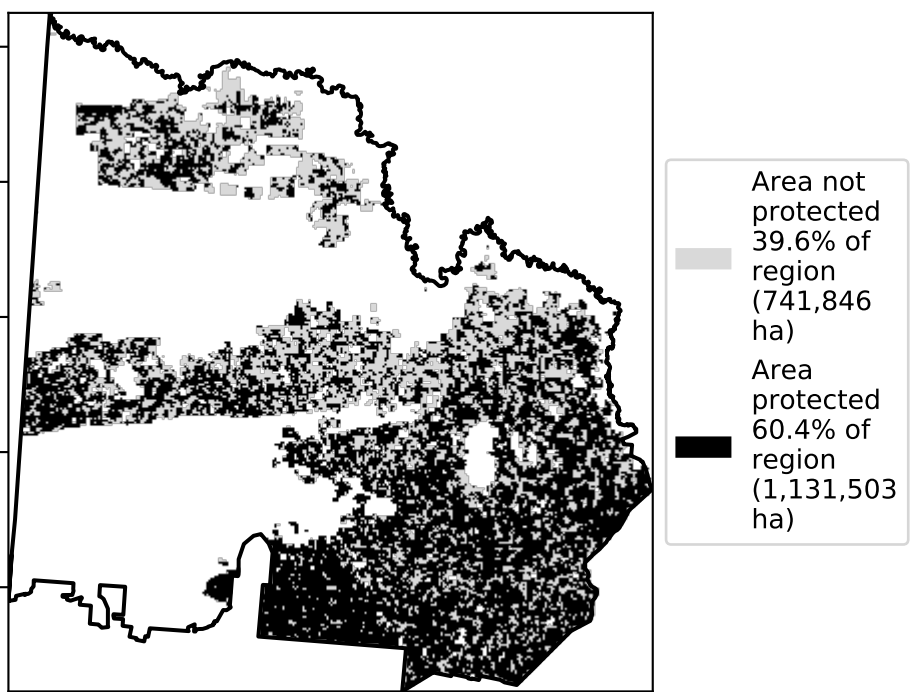 Area not
protected
39.6% of
region
(741,846
ha)
Area
protected
60.4% of
region
(1,131,503
ha)